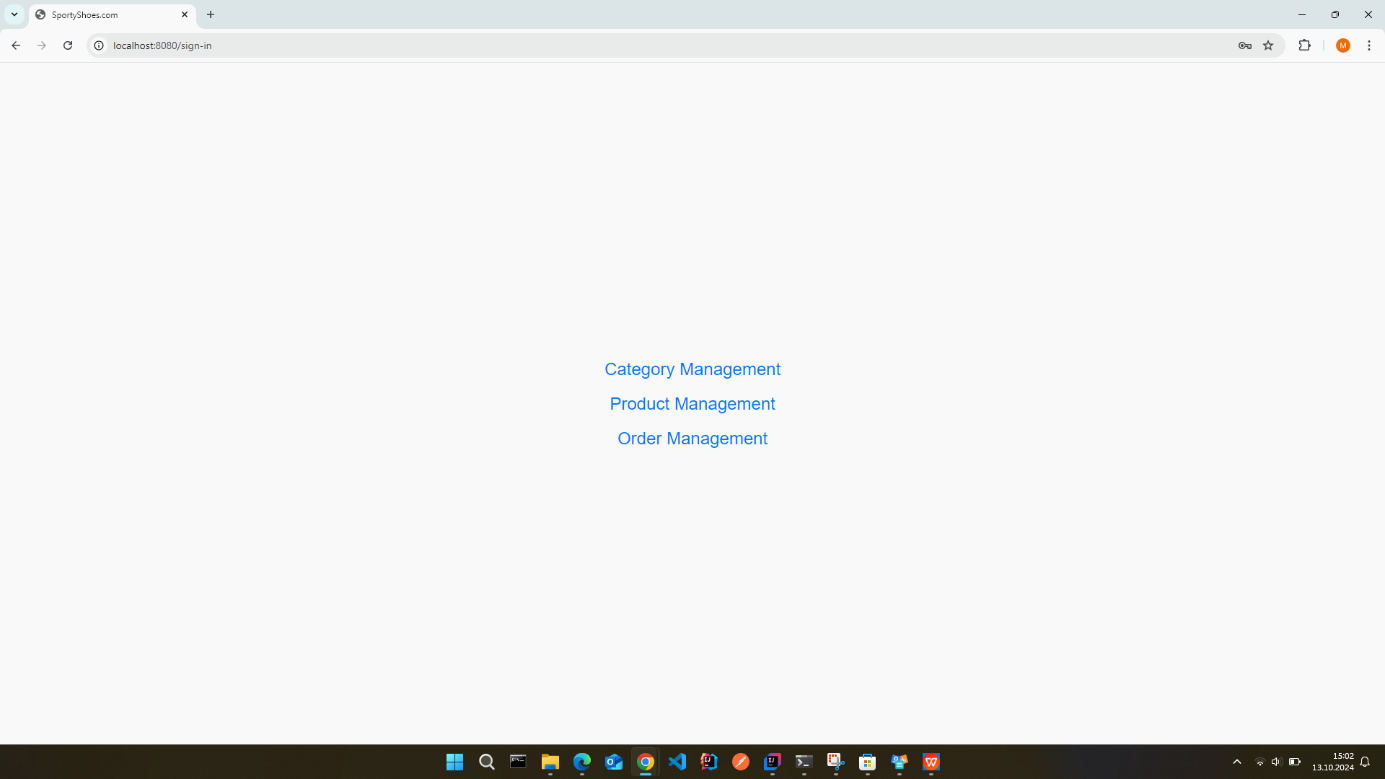 SportyShoes.com
localhost:8080/sign-in
M
Category Management
Product Management
Order Management
15:02
13.10.2024